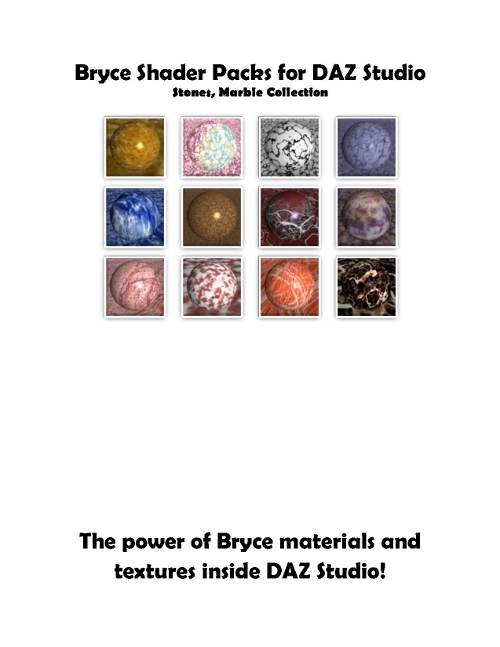 Bryce Shader Packs for DAZ Studio
Stones, Marble Collection
The power of Bryce materials and
textures inside DAZ Studio!